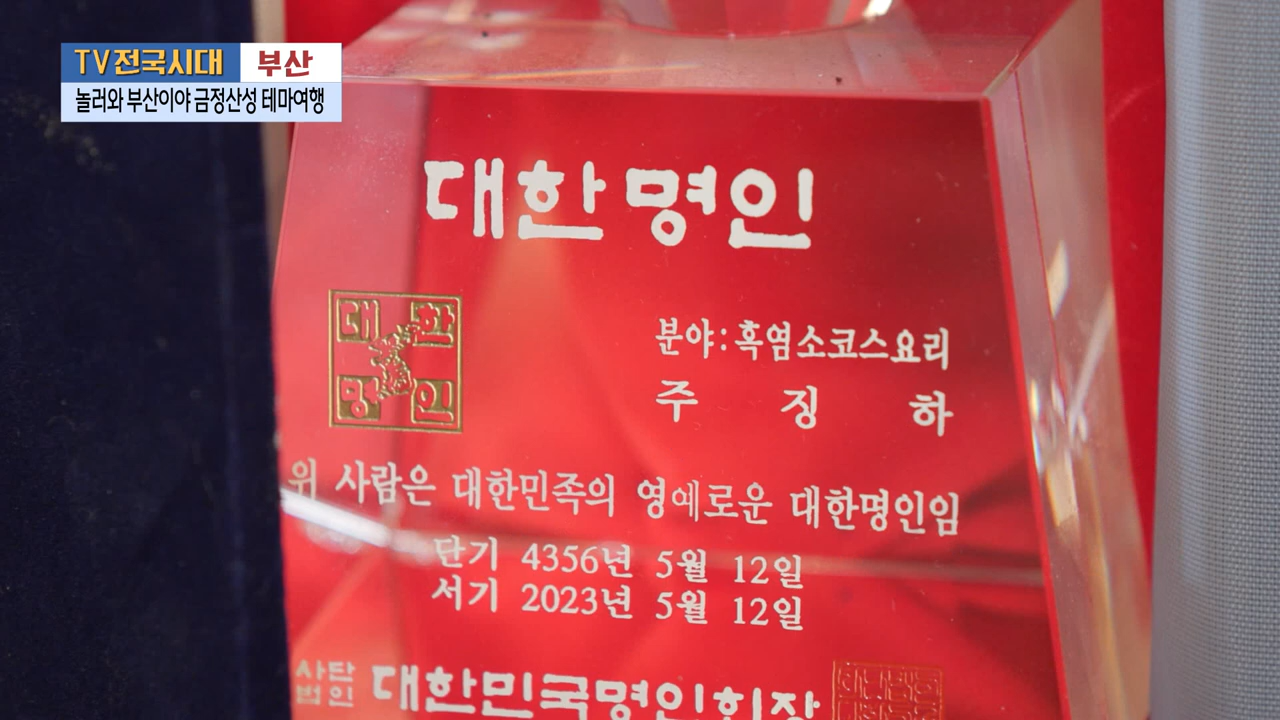 TV전국시대 부산
놀러와 부산이야 금정산성 테마여행
대한명인
대한
명인
분야:흑염소코스요리
주 징 하
위 사람은 대한민족의 영예로운 대한명인임
단기 4356년 5월 12일
서기 2023년 5월 12일
사단
법인 대한민국명인회장